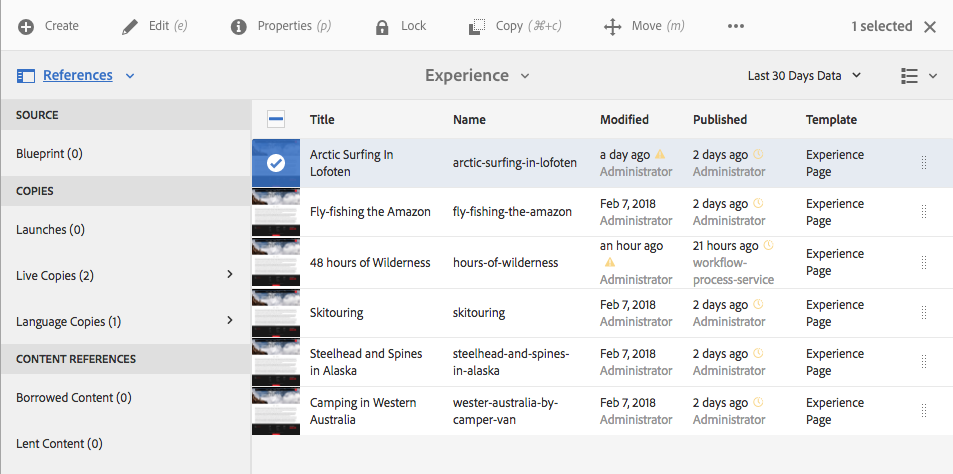 Create Edit (e) Properties (p) Lock Copy (⌘+c) Move (m) 1 selected
References Experience Last 30 Days Data
SOURCE
Blueprint (0)
COPIES
Launches (0)
Live Copies (2)
Language Copies (1)
CONTENT REFERENCES
Borrowed Content (0)
Lent Content (0)
Title Name Modified Published Template
Arctic Surfing In
Lofoten
arctic-surfing-in-lofoten
a day ago
Administrator
2 days ago
Administrator
Experience
Page
Fly-fishing the Amazon
fly-fishing-the-amazon
Feb 7, 2018
Administrator
2 days ago
Administrator
Experience
Page
48 hours of Wilderness
hours-of-wilderness
an hour ago
Administrator
21 hours ago
workflow-
process-service
Experience
Page
Skitouring
skitouring
Feb 7, 2018
Administrator
2 days ago
Administrator
Experience
Page
Steelhead and Spines
in Alaska
steelhead-and-spines-
in-alaska
Feb 7, 2018
Administrator
2 days ago
Administrator
Experience
Page
Camping in Western
Australia
wester-australia-by-
camper-van
Feb 7, 2018
Administrator
2 days ago
Administrator
Experience
Page